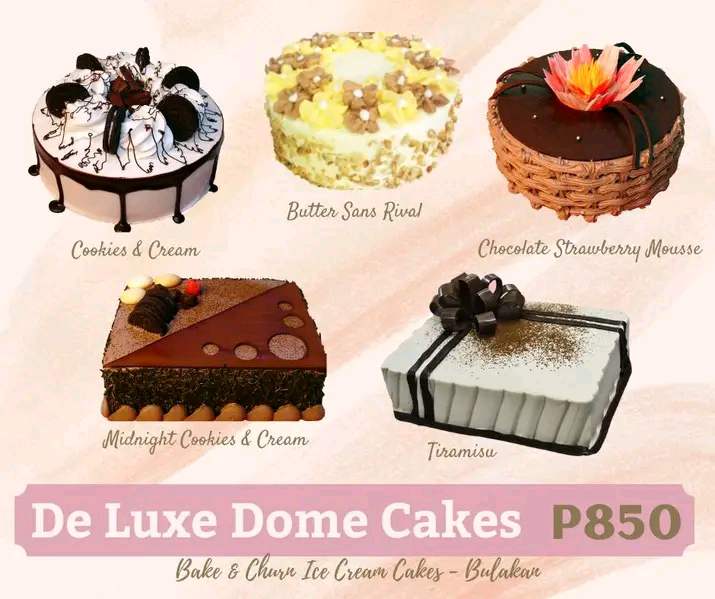 Cookies & Cream
Butter Sans Rival
Chocolate Strawberry Mousse
Midnight Cookies & Cream
Tiramisu
De Luxe Dome Cakes P850
Bake & Churn Ice Cream Cakes - Bulakan